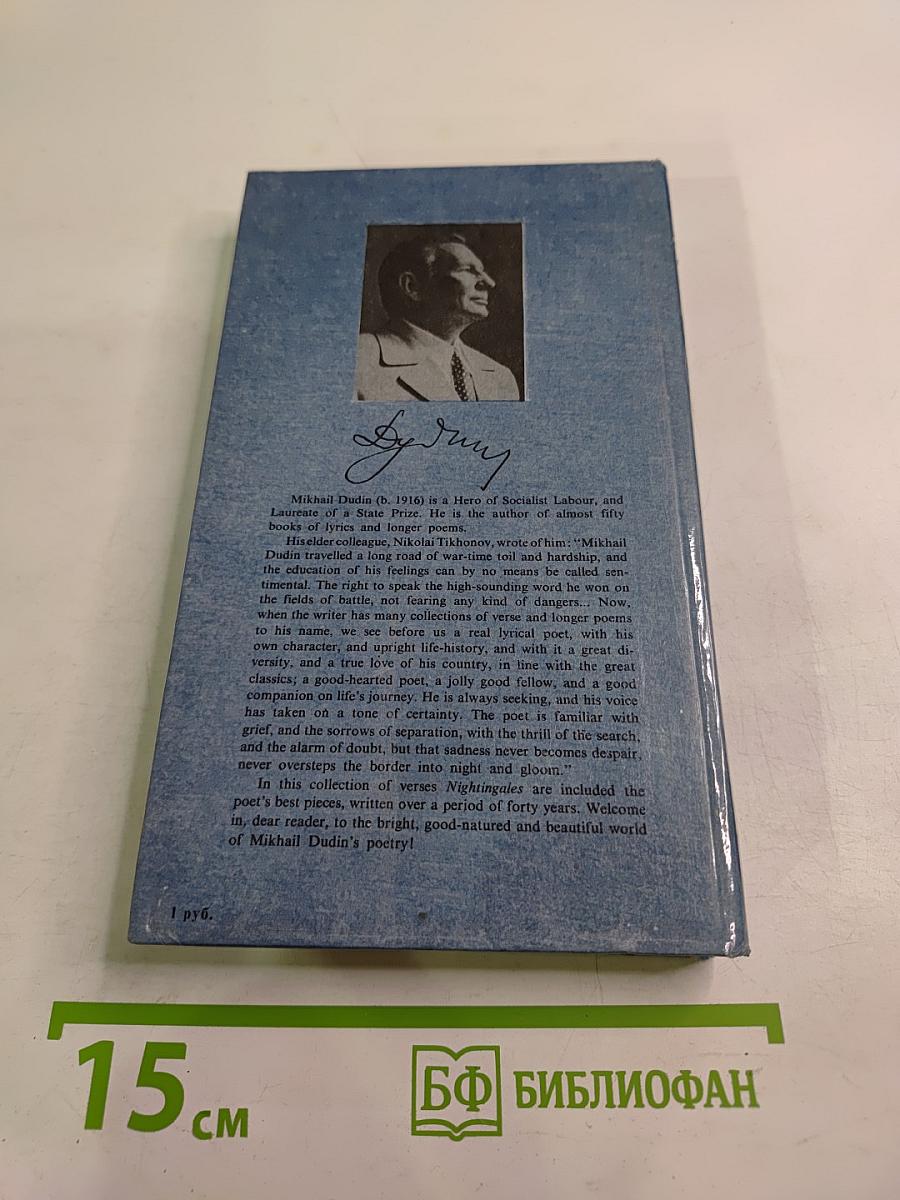 Дудин
Mikhail Dudin (b. 1916) is a Hero of Socialist Labour, and
Laureate of a State Prize. He is the author of almost fifty
books of lyrics and longer poems.
His elder colleague, Nikolai Tikhonov, wrote of him: “Mikhail
Dudin travelled a long road of war-time toil and hardship, and
the education of his feelings can by no means be called sen-
timental. The right to speak the high-sounding word he won on
the fields of battle, not fearing any kind of dangers... Now,
when the writer has many collections of verse and longer poems
to his name, we see before us a real lyrical poet, with his
own character, and upright life-history, and with it a great di-
versity, and a true love of his country, in line with the great
classics; a good-hearted poet, a jolly good fellow, and a good
companion on life's journey. He is always seeking, and his voice
has taken on a tone of certainty. The poet is familiar with
grief, and the sorrows of separation, with the thrill of the search,
and the alarm of doubt, but that sadness never becomes despair,
never oversteps the border into night and gloom.”
In this collection of verses Nightingales are included the
poet's best pieces, written over a period of forty years. Welcome
in, dear reader, to the bright, good-natured and beautiful world
of Mikhail Dudin's poetry!
1 руб.
15 см
БФ БИБЛИОФАН